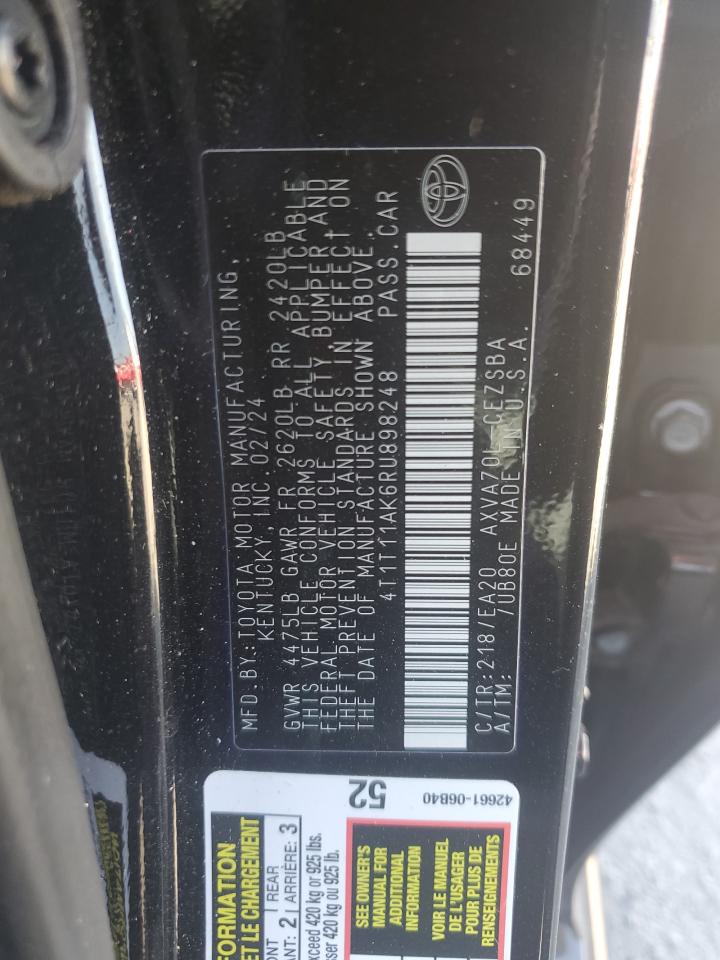 MFD.BY:TOYOTA MOTOR MANUFACTURING,
KENTUCKY, INC 02/24
GVWR 4475LB GAWR FR 2620LB RR 2420LB
THIS VEHICLE CONFORMS TO ALL APPLICABLE
FEDERAL MOTOR VEHICLE SAFETY, BUMPER AND
THEFT PREVENTION STANDARDS IN EFFECT ON
THE DATE OF MANUFACTURE SHOWN ABOVE.
4T1T11AK6RU898248 PASS.CAR
C/TR:218/EA20 AXVA70L-CEZSBA
A/TM: /UB80E MADE IN U.S.A. 68449
52
42661-06B40
FORMATION
ET LE CHARGEMENT
ONT | REAR
ANT: 2 | ARRIÈRE: 3
exceed 420 kg or 925 lbs.
sser 420 kg ou 925 lb.
SEE OWNER'S
MANUAL FOR
ADDITIONAL
INFORMATION
VOIR LE MANUEL
DE L'USAGER
POUR PLUS DE
RENSEIGNEMENTS